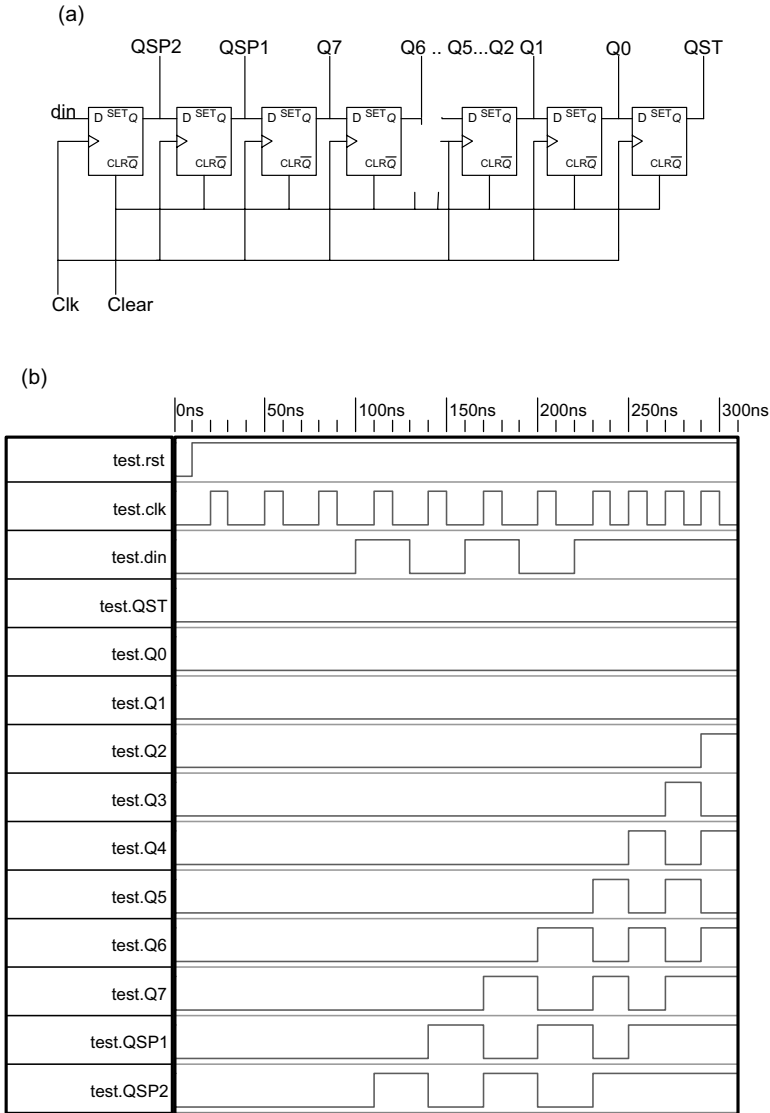 (a)
QSP2 QSP1 Q7 Q6 .. Q5...Q2 Q1 Q0 QST
din D SET Q D SET Q D SET Q D SET Q D SET Q D SET Q D SET Q
CLR Q CLR Q CLR Q CLR Q CLR Q CLR Q CLR Q
Clk Clear
(b)
0ns 50ns 100ns 150ns 200ns 250ns 300ns
test.rst
test.clk
test.din
test.QST
test.Q0
test.Q1
test.Q2
test.Q3
test.Q4
test.Q5
test.Q6
test.Q7
test.QSP1
test.QSP2